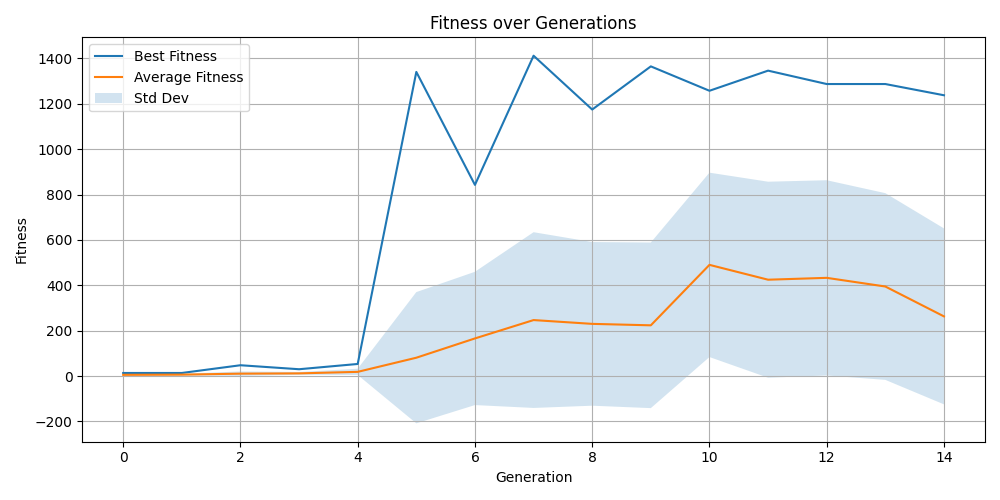 Fitness over Generations
Best Fitness
Average Fitness
Std Dev
Fitness
1400
1200
1000
800
600
400
200
0
−200
0 2 4 6 8 10 12 14
Generation